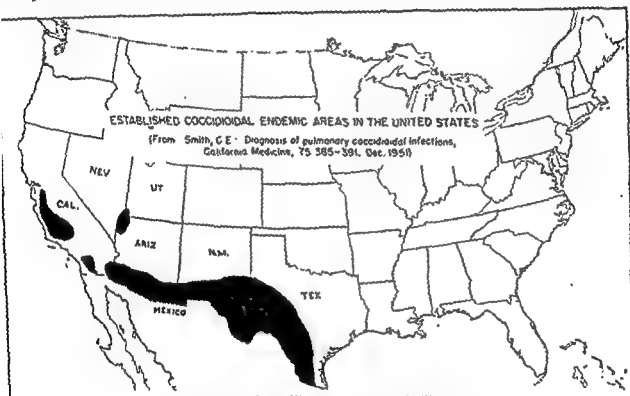 ESTABLISHED COCCIDIOIDAL ENDEMIC AREAS IN THE UNITED STATES
(From Smith, C E · Diagnosis of pulmonary coccidioidal infections,
California Medicine, 75 385-391. Dec. 1951)
NEV
UT
CAL.
ARIZ
N.M.
TEX
MEXICO